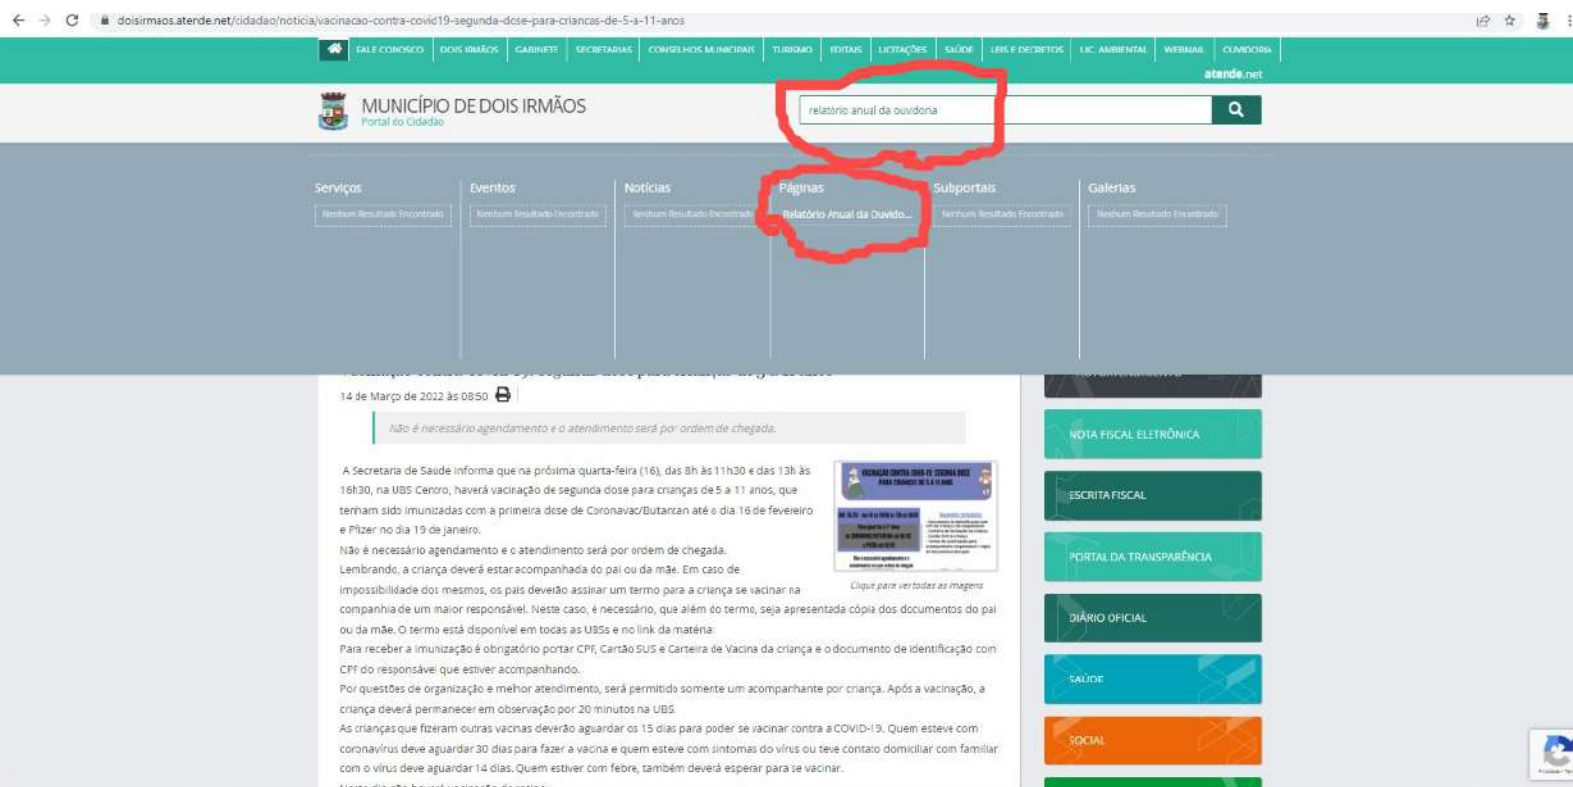 doisirmaos.atende.net/cidadao/noticia/vacinacao-contra-covid19-segunda-dose-para-criancas-de-5-a-11-anos
FALE CONOSCO DOIS IRMÃOS GABINETE SECRETARIAS CONSELHOS MUNICIPAIS TURISMO EDITAIS LICITAÇÕES SAÚDE LEIS E DECRETOS LIC. AMBIENTAL WEBMAIL OUVIDORIA
atende.net
MUNICÍPIO DE DOIS IRMÃOS
Portal do Cidadão
relatório anual da ouvidoria
Serviços Eventos Notícias Páginas Subportais Galerias
Nenhum Resultado Encontrado Nenhum Resultado Encontrado Nenhum Resultado Encontrado Relatório Anual da Ouvido... Nenhum Resultado Encontrado Nenhum Resultado Encontrado
14 de Março de 2022 às 08:50
Não é necessário agendamento e o atendimento será por ordem de chegada.
A Secretaria de Saúde informa que na próxima quarta-feira (16), das 8h às 11h30 e das 13h às
16h30, na UBS Centro, haverá vacinação de segunda dose para crianças de 5 a 11 anos, que
tenham sido imunizadas com a primeira dose de Coronavac/Butantan até o dia 16 de fevereiro
e Pfizer no dia 19 de janeiro.
Não é necessário agendamento e o atendimento será por ordem de chegada.
Lembrando, a criança deverá estar acompanhada do pai ou da mãe. Em caso de
impossibilidade dos mesmos, os pais deverão assinar um termo para a criança se vacinar na
companhia de um maior responsável. Neste caso, é necessário, que além do termo, seja apresentada cópia dos documentos do pai
ou da mãe. O termo está disponível em todas as UBSs e no link da matéria:
Para receber a imunização é obrigatório portar CPF, Cartão SUS e Carteira de Vacina da criança e o documento de identificação com
CPF do responsável que estiver acompanhando.
Por questões de organização e melhor atendimento, será permitido somente um acompanhante por criança. Após a vacinação, a
criança deverá permanecer em observação por 20 minutos na UBS.
As crianças que fizeram outras vacinas deverão aguardar os 15 dias para poder se vacinar contra a COVID-19. Quem esteve com
coronavírus deve aguardar 30 dias para fazer a vacina e quem esteve com sintomas do vírus ou teve contato domiciliar com familiar
com o vírus deve aguardar 14 dias. Quem estiver com febre, também deverá esperar para se vacinar.
VACINAÇÃO CONTRA COVID-19: SEGUNDA DOSE
PARA CRIANÇAS DE 5 A 11 ANOS
Clique para ver todas as imagens
NOTA FISCAL ELETRÔNICA
ESCRITA FISCAL
PORTAL DA TRANSPARÊNCIA
DIÁRIO OFICIAL
SAÚDE
SOCIAL